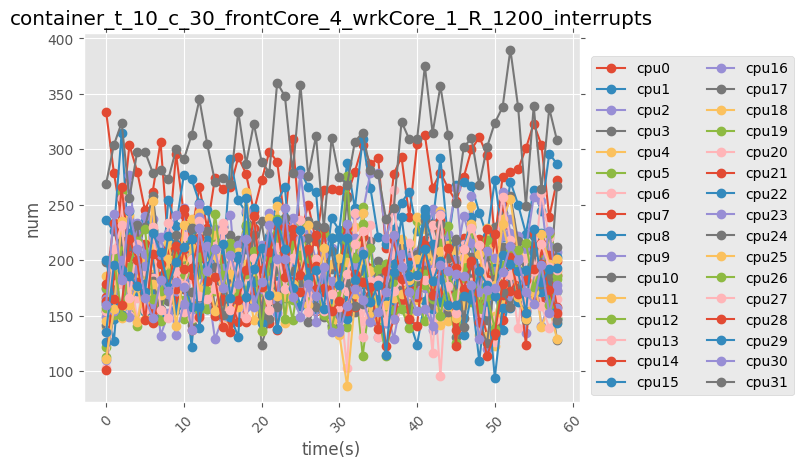 container_t_10_c_30_frontCore_4_wrkCore_1_R_1200_interrupts
400
350
300
250
200
150
100
num
0
10
20
30
40
50
60
time(s)
cpu0
cpu1
cpu2
cpu3
cpu4
cpu5
cpu6
cpu7
cpu8
cpu9
cpu10
cpu11
cpu12
cpu13
cpu14
cpu15
cpu16
cpu17
cpu18
cpu19
cpu20
cpu21
cpu22
cpu23
cpu24
cpu25
cpu26
cpu27
cpu28
cpu29
cpu30
cpu31